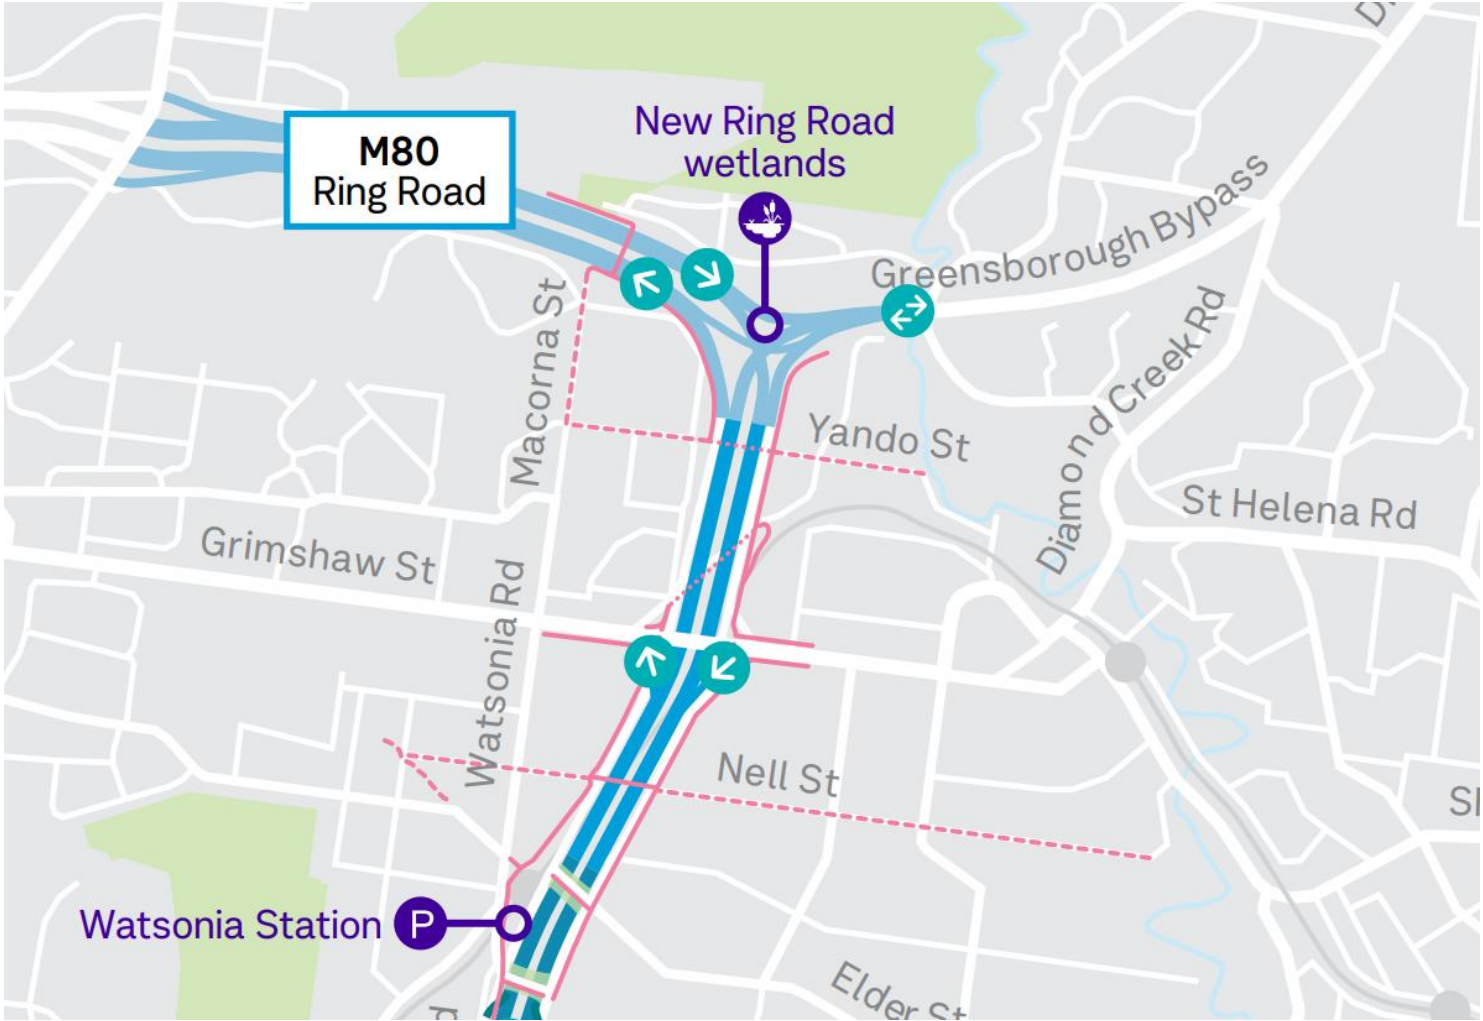 New Ring Road
wetlands
M80
Ring Road
Greensborough Bypass
Macorna St
Diamond Creek Rd
Yando St
St Helena Rd
Grimshaw St
Watsonia Rd
Nell St
Watsonia Station
P
Elder St